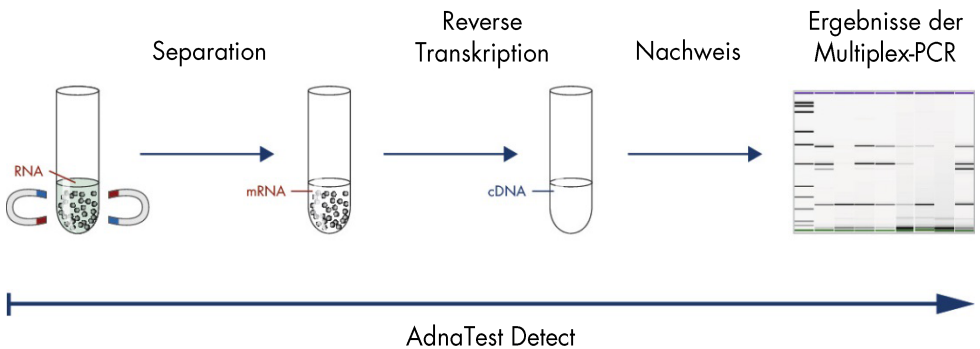 Separation
Reverse
Transkription
Nachweis
Ergebnisse der
Multiplex-PCR
RNA
mRNA
cDNA
AdnaTest Detect